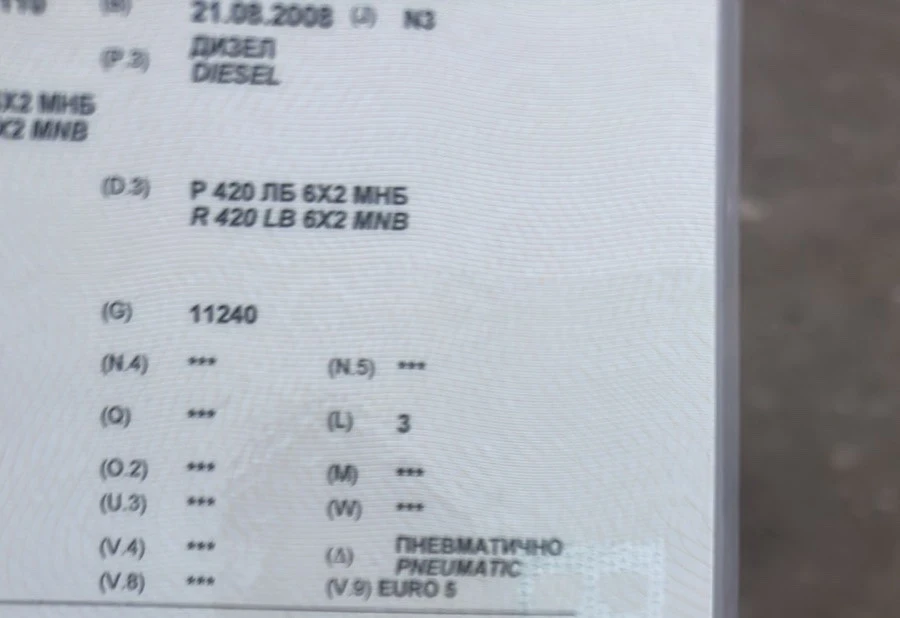 (B) 21.08.2008 (J) N3
(P.3) ДИЗЕЛ
DIESEL
6X2 МНБ
X2 MNB
(D.3) Р 420 ЛБ 6X2 МНБ
R 420 LB 6X2 MNB
(G) 11240
(N.4) *** (N.5) ***
(Q) *** (L) 3
(O.2) *** (M) ***
(U.3) *** (W) ***
(V.4) *** (Δ) ПНЕВМАТИЧНО
PNEUMATIC
(V.8) *** (V.9) EURO 5